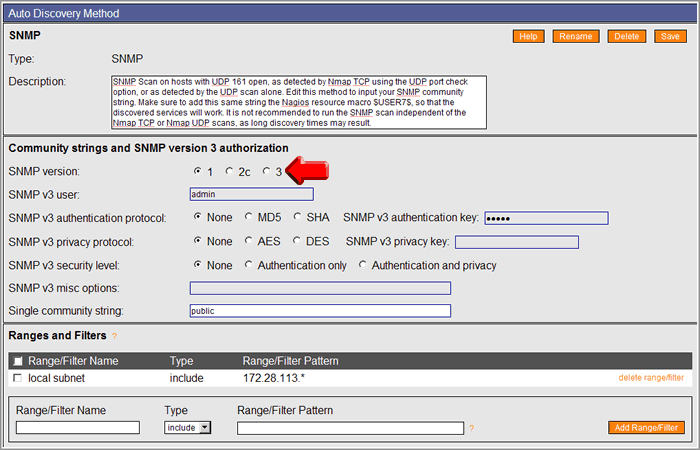 Auto Discovery Method
SNMP Help Rename Delete Save
Type: SNMP
Description: SNMP Scan on hosts with UDP 161 open, as detected by Nmap TCP using the UDP port check
option, or as detected by the UDP scan alone. Edit this method to input your SNMP community
string. Make sure to add this same string the Nagios resource macro $USER7$, so that the
discovered services will work. It is not recommended to run the SNMP scan independent of the
Nmap TCP or Nmap UDP scans, as long discovery times may result.
Community strings and SNMP version 3 authorization
SNMP version: 1 2c 3
SNMP v3 user: admin
SNMP v3 authentication protocol: None MD5 SHA SNMP v3 authentication key: •••••
SNMP v3 privacy protocol: None AES DES SNMP v3 privacy key:
SNMP v3 security level: None Authentication only Authentication and privacy
SNMP v3 misc options:
Single community string: public
Ranges and Filters ?
Range/Filter Name Type Range/Filter Pattern
local subnet include 172.28.113.* delete range/filter
Range/Filter Name Type Range/Filter Pattern
include ? Add Range/Filter